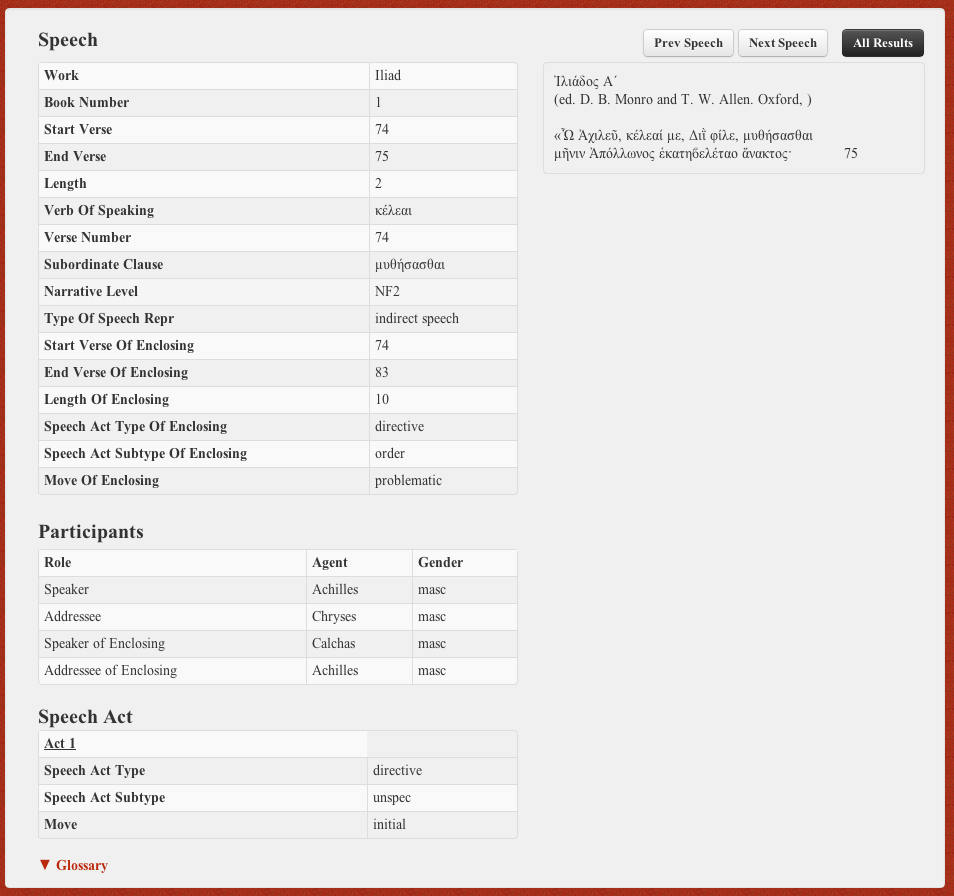 Speech
Prev Speech Next Speech All Results
Work Iliad
Book Number 1
Start Verse 74
End Verse 75
Length 2
Verb Of Speaking κέλεαι
Verse Number 74
Subordinate Clause μυθήσασθαι
Narrative Level NF2
Type Of Speech Repr indirect speech
Start Verse Of Enclosing 74
End Verse Of Enclosing 83
Length Of Enclosing 10
Speech Act Type Of Enclosing directive
Speech Act Subtype Of Enclosing order
Move Of Enclosing problematic
Ἰλιάδος Α΄
(ed. D. B. Monro and T. W. Allen. Oxford, )
«Ὦ Ἀχιλεῦ, κέλεαί με, Διῒ φίλε, μυθήσασθαι
μῆνιν Ἀπόλλωνος ἑκατηβελέταο ἄνακτος· 75
Participants
Role Agent Gender
Speaker Achilles masc
Addressee Chryses masc
Speaker of Enclosing Calchas masc
Addressee of Enclosing Achilles masc
Speech Act
Act 1
Speech Act Type directive
Speech Act Subtype unspec
Move initial
▼ Glossary